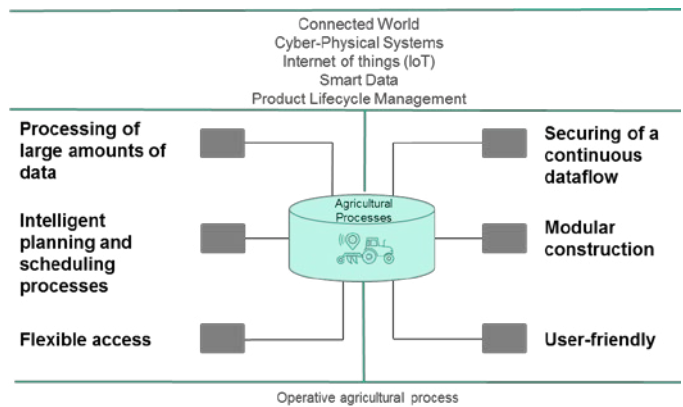 Connected World
Cyber-Physical Systems
Internet of things (IoT)
Smart Data
Product Lifecycle Management
Processing of
large amounts of
data
Securing of a
continuous
dataflow
Agricultural
Processes
Intelligent
planning and
scheduling
processes
Modular
construction
Flexible access
User-friendly
Operative agricultural process